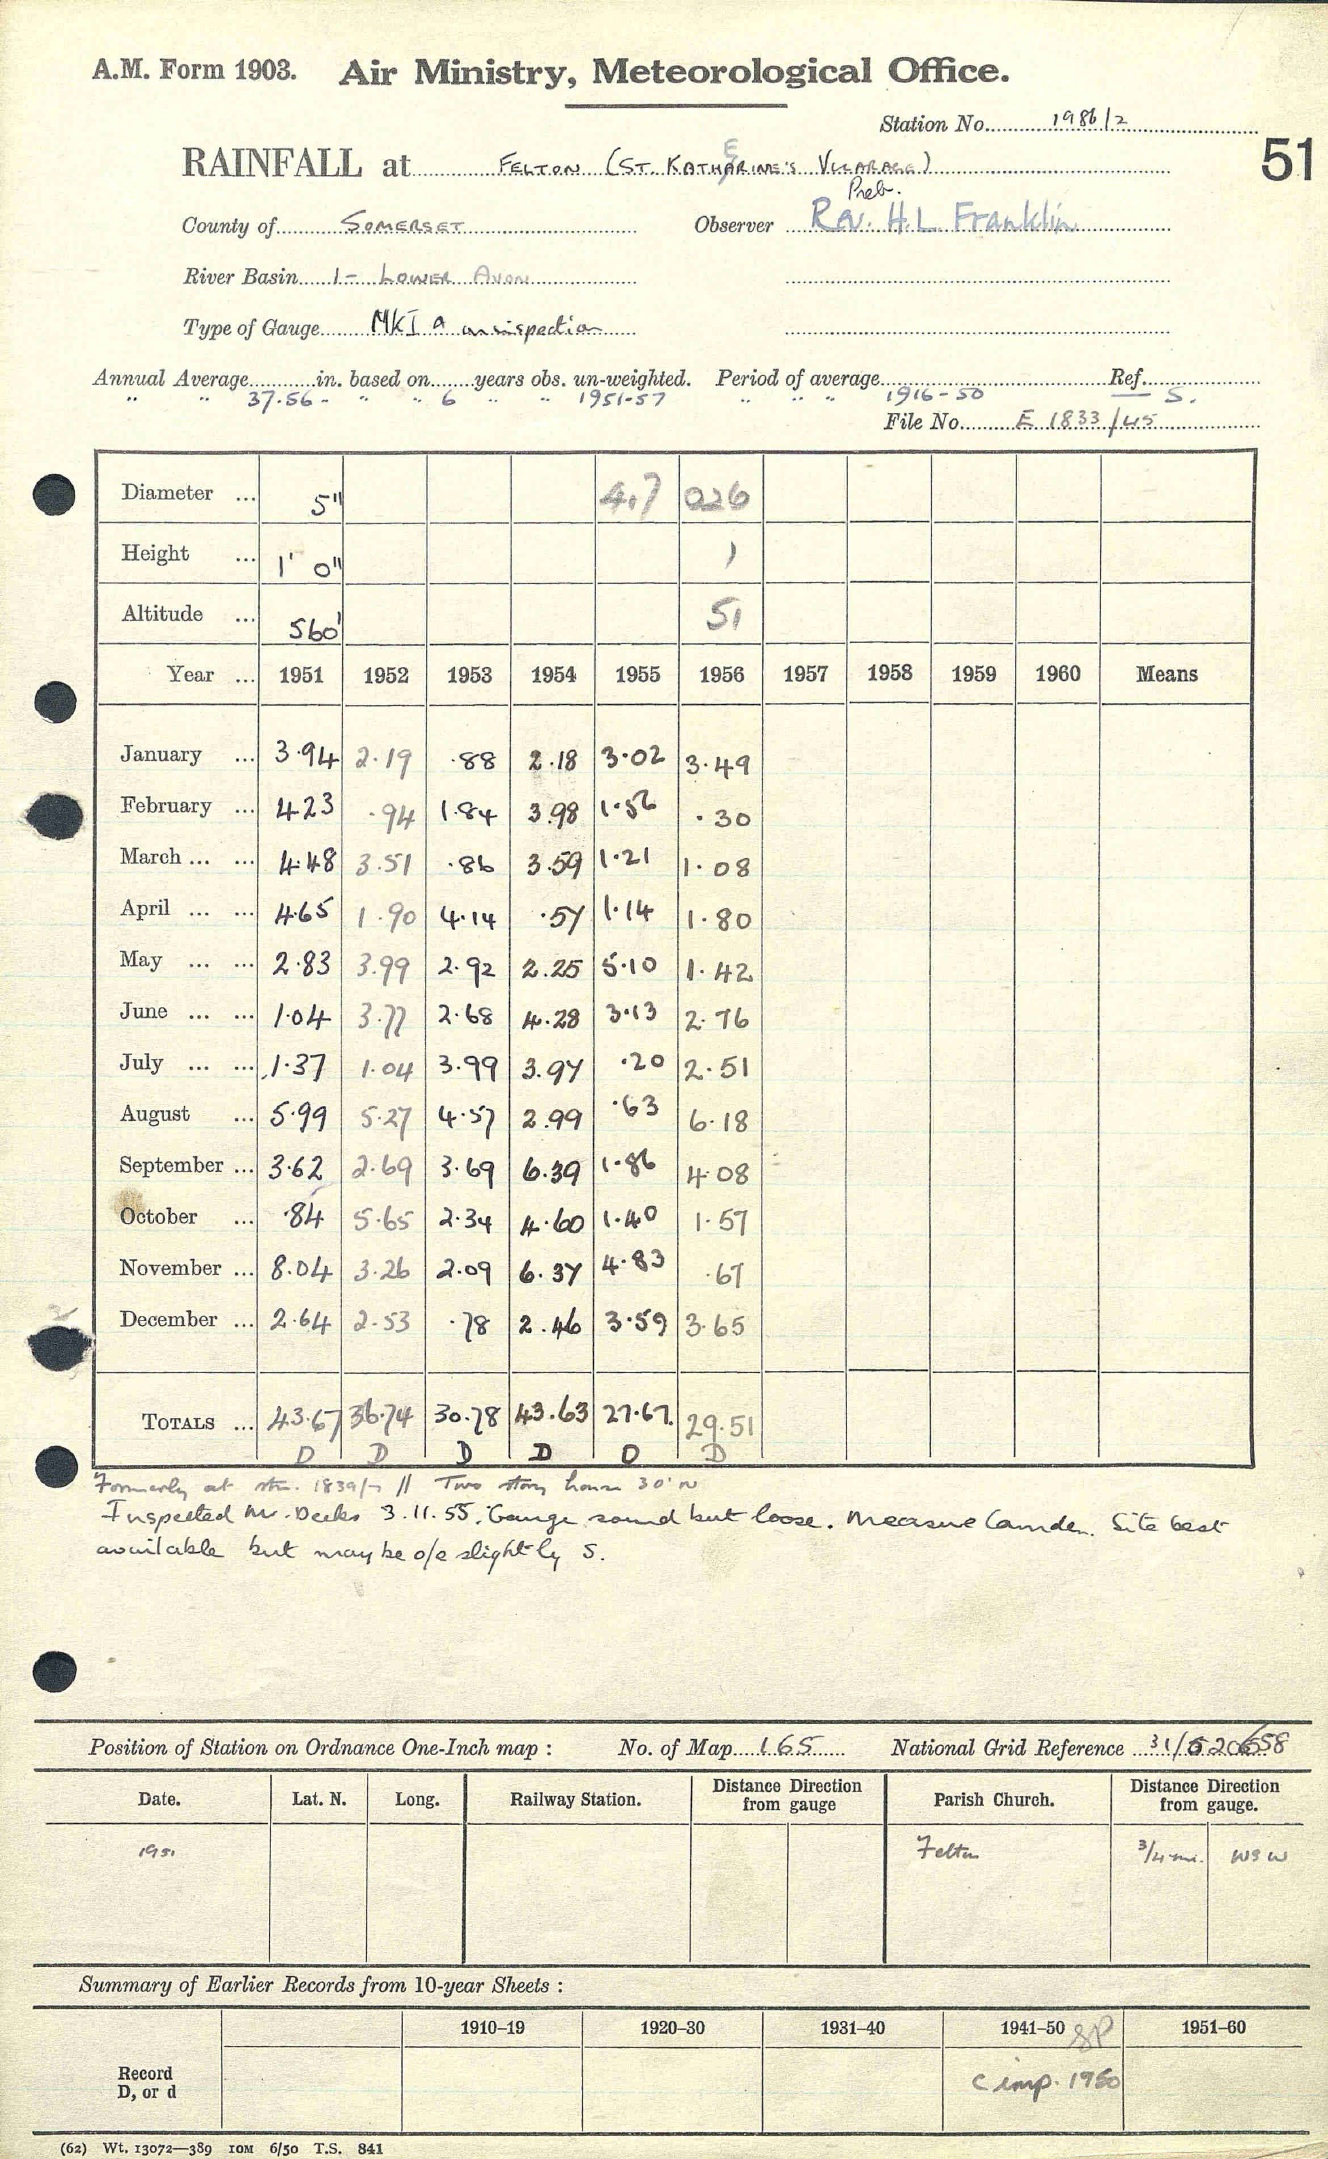 A.M. Form 1903. Air Ministry, Meteorological Office.
Station No. 1986/2
51
RAINFALL at FELTON (ST. KATHERINE'S VICARAGE)
Preb.
County of SOMERSET Observer Rev. H.L. Franklin
River Basin 1- LOWER AVON
Type of Gauge MKI a on inspection
Annual Average in. based on years obs. un-weighted. Period of average Ref.
" " 37.56 - " " 6 " " 1951-57 " " " 1916-50 — S.
File No. E 1833/45
Diameter ... 5" 4.7 026
Height ... 1' 0" 1
Altitude ... 560' 51
Year ... 1951 1952 1953 1954 1955 1956 1957 1958 1959 1960 Means
January ... 3.94 2.19 .88 2.18 3.02 3.49
February ... 4.23 .94 1.84 3.98 1.56 .30
March ... ... 4.48 3.51 .86 3.59 1.21 1.08
April ... ... 4.65 1.90 4.14 .57 1.14 1.80
May ... ... 2.83 3.99 2.92 2.25 5.10 1.42
June ... ... 1.04 3.77 2.68 4.28 3.13 2.76
July ... ... 1.37 1.04 3.99 3.97 .20 2.51
August ... 5.99 5.27 4.57 2.99 .63 6.18
September ... 3.62 2.69 3.69 6.39 1.86 4.08
October ... .84 5.65 2.34 4.60 1.40 1.57
November ... 8.04 3.26 2.09 6.37 4.83 .67
December ... 2.64 2.53 .78 2.46 3.59 3.65
TOTALS ... 43.67 36.74 30.78 43.63 27.67 29.51
D D D D D D
Formerly at stn. 1839/7 // Two story house 30' N
Inspected Mr. Deeks 3.11.55. Gauge sound but loose. Measure Camden. Site best
available but may be o/e slightly S.
Position of Station on Ordnance One-Inch map : No. of Map 165 National Grid Reference 31/520658
Date. Lat. N. Long. Railway Station. Distance Direction from gauge Parish Church. Distance Direction from gauge.
1951 Felton 3/4 mi. WSW
Summary of Earlier Records from 10-year Sheets :
1910–19 1920–30 1931–40 1941–50 SP 1951–60
Record
D, or d
c imp. 1950
(62) Wt. 13072—389 10M 6/50 T.S. 841